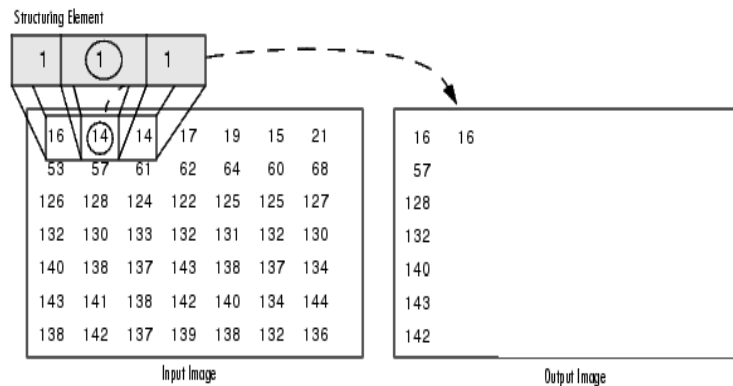 Structuring Element
1 1 1
16 14 14 17 19 15 21 16 16
53 57 61 62 64 60 68 57
126 128 124 122 125 125 127 128
132 130 133 132 131 132 130 132
140 138 137 143 138 137 134 140
143 141 138 142 140 134 144 143
138 142 137 139 138 132 136 142
Input Image Output Image